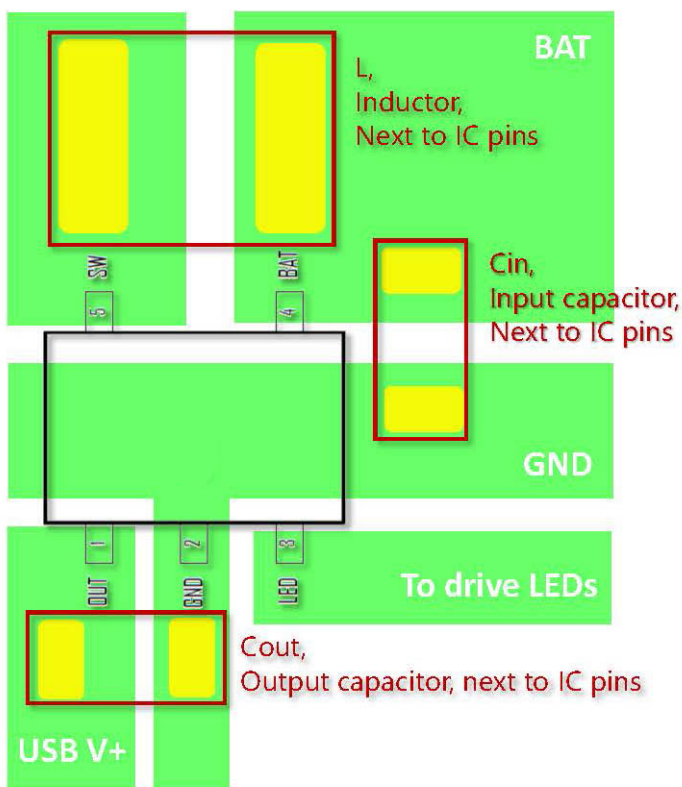 BAT
L,
Inductor,
Next to IC pins
SW
BAT
Cin,
Input capacitor,
Next to IC pins
5
4
GND
1
2
3
OUT
GND
LED
To drive LEDs
Cout,
Output capacitor, next to IC pins
USB V+